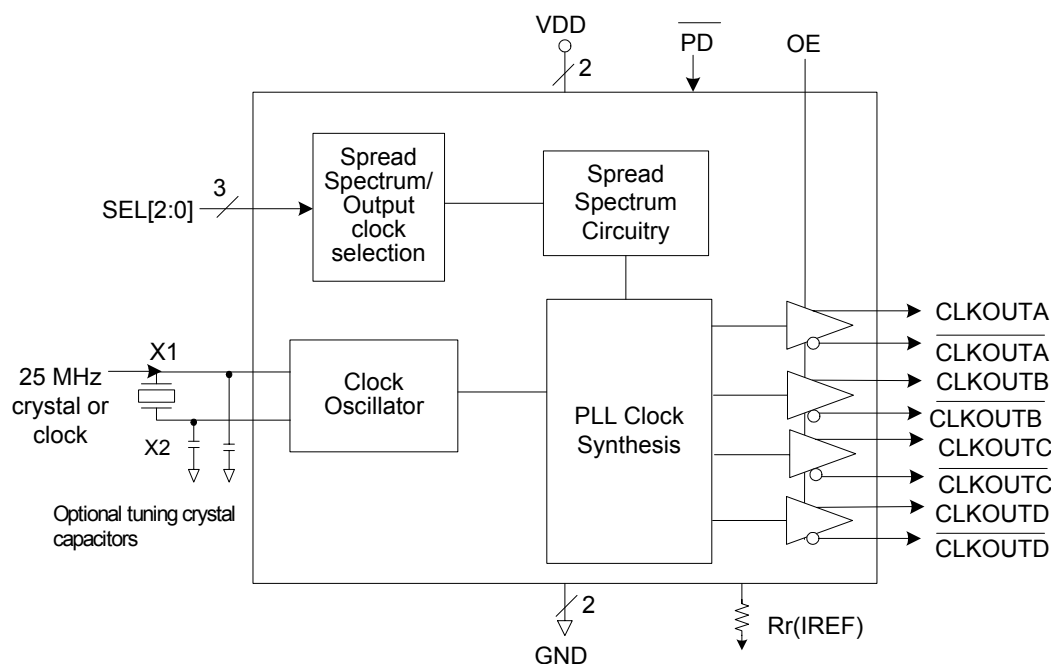 VDD
PD
OE
2
Spread
Spectrum/
Output
clock
selection
Spread
Spectrum
Circuitry
3
SEL[2:0]
X1
25 MHz
crystal or
clock
X2
Clock
Oscillator
PLL Clock
Synthesis
CLKOUTA
CLKOUTA
CLKOUTB
CLKOUTB
CLKOUTC
CLKOUTC
CLKOUTD
CLKOUTD
Optional tuning crystal
capacitors
2
GND
Rr(IREF)